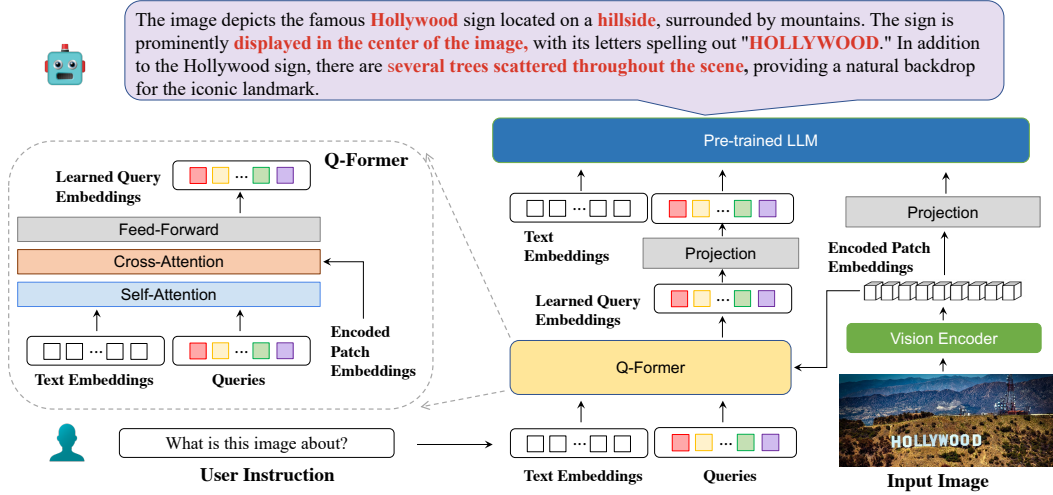 The image depicts the famous Hollywood sign located on a hillside, surrounded by mountains. The sign is
prominently displayed in the center of the image, with its letters spelling out "HOLLYWOOD." In addition
to the Hollywood sign, there are several trees scattered throughout the scene, providing a natural backdrop
for the iconic landmark.
Pre-trained LLM
Q-Former
Learned Query
Embeddings
...
Feed-Forward
Cross-Attention
Self-Attention
...
...
Text Embeddings
Queries
Encoded
Patch
Embeddings
...
...
Text
Embeddings
Projection
Projection
Learned Query
Embeddings
...
Encoded Patch
Embeddings
Q-Former
Vision Encoder
HOLLYWOOD
What is this image about?
User Instruction
...
...
Text Embeddings
Queries
Input Image